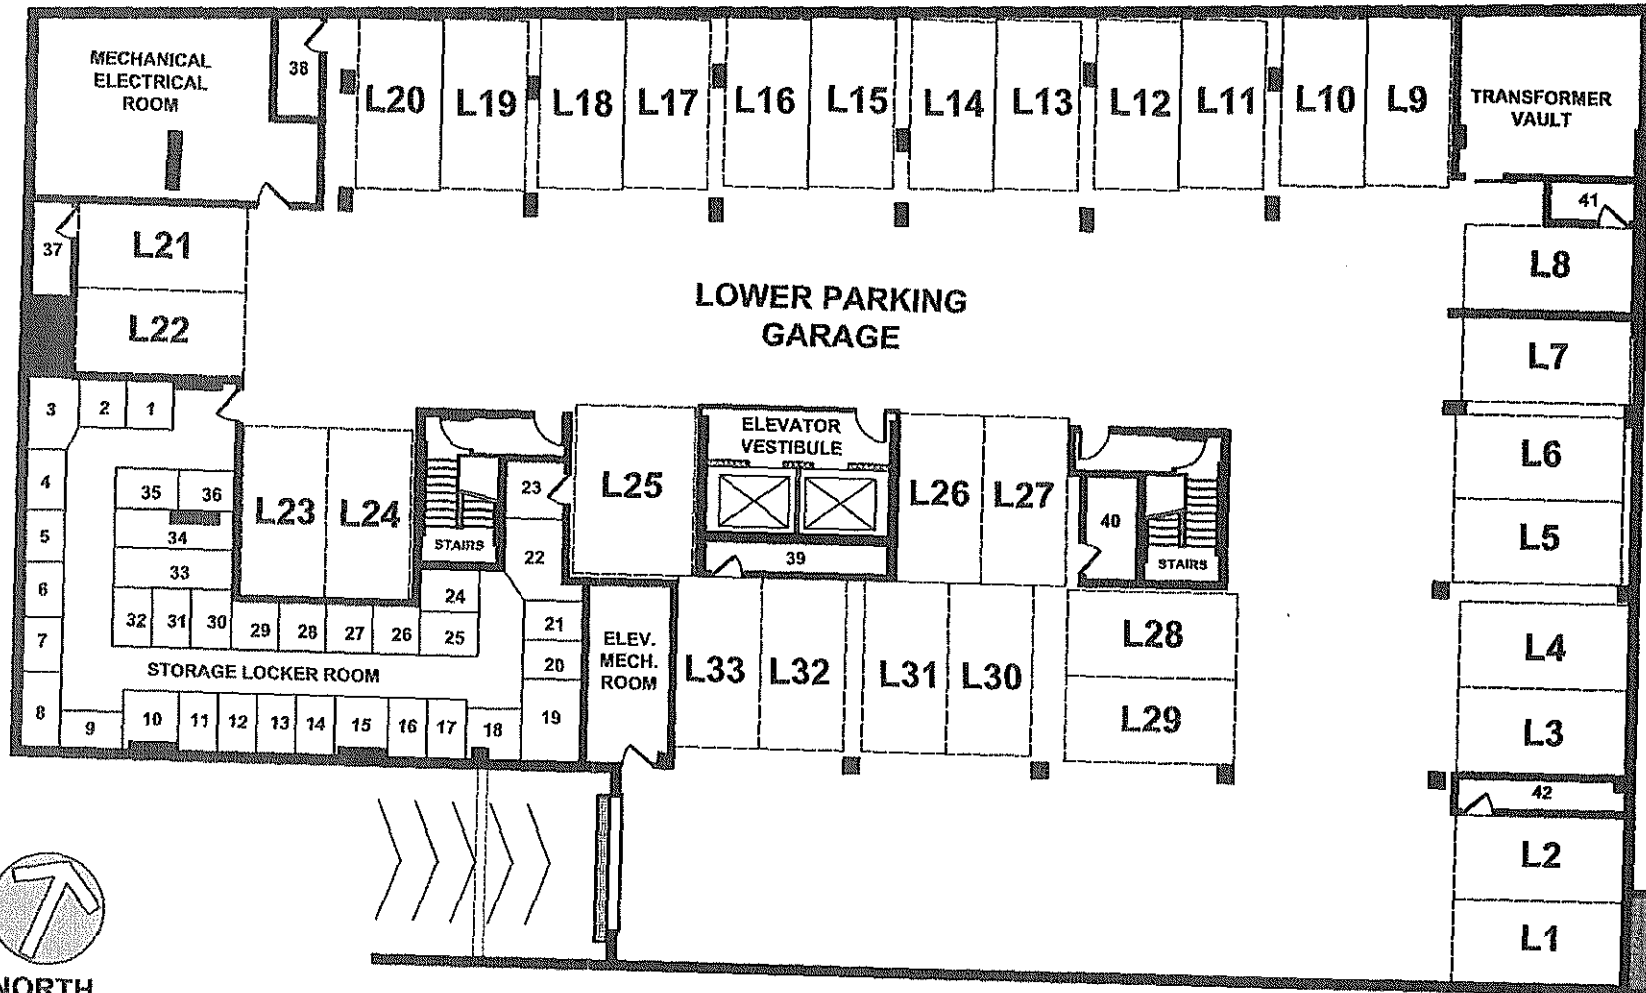 MECHANICAL
ELECTRICAL
ROOM
38
L20
L19
L18
L17
L16
L15
L14
L13
L12
L11
L10
L9
TRANSFORMER
VAULT
41
37
L21
L22
L8
LOWER PARKING
GARAGE
L7
3
2
1
ELEVATOR
VESTIBULE
L6
4
35
36
L23
L24
23
L25
L26
L27
40
5
34
STAIRS
22
39
STAIRS
L5
6
33
24
32
31
30
29
28
27
26
25
21
20
ELEV.
MECH.
ROOM
L33
L32
L31
L30
L28
L4
7
STORAGE LOCKER ROOM
8
9
10
11
12
13
14
15
16
17
18
19
L29
L3
42
L2
L1
NORTH